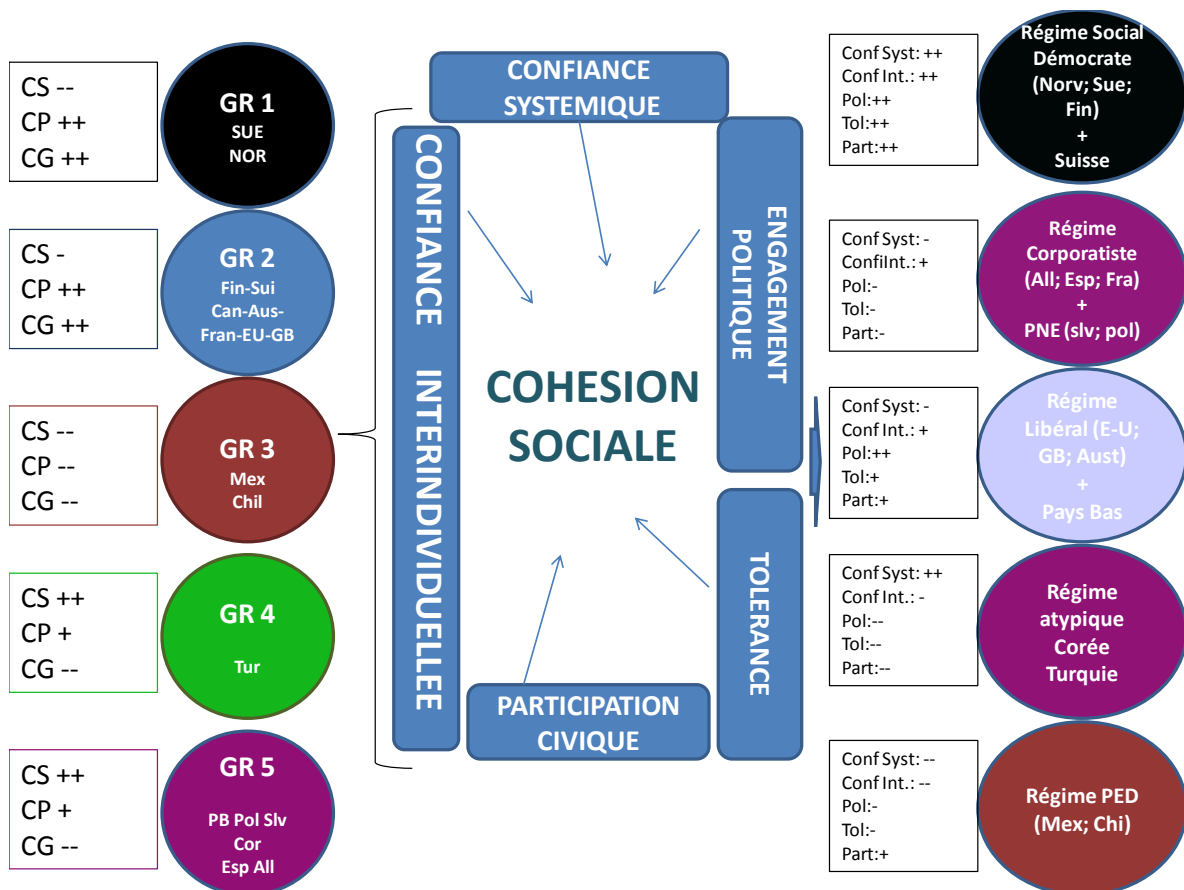 CS --
CP ++
CG ++
GR 1
SUE
NOR
CS -
CP ++
CG ++
GR 2
Fin-Sui
Can-Aus-
Fran-EU-GB
CS --
CP --
CG --
GR 3
Mex
Chil
CS ++
CP +
CG --
GR 4
Tur
CS ++
CP +
CG --
GR 5
PB Pol Slv
Cor
Esp All
CONFIANCE
SYSTEMIQUE
CONFIANCE INTERINDIVIDUELLEE
ENGAGEMENT
POLITIQUE
COHESION
SOCIALE
TOLERANCE
PARTICIPATION
CIVIQUE
Conf Syst: ++
Conf Int.: ++
Pol:++
Tol:++
Part:++
Régime Social
Démocrate
(Norv; Sue;
Fin)
+
Suisse
Conf Syst: -
ConfiInt.: +
Pol:-
Tol:-
Part:-
Régime
Corporatiste
(All; Esp; Fra)
+
PNE (slv; pol)
Conf Syst: -
Conf Int.: +
Pol:++
Tol:+
Part:+
Régime
Libéral (E-U;
GB; Aust)
+
Pays Bas
Conf Syst: ++
Conf Int.: -
Pol:--
Tol:--
Part:--
Régime
atypique
Corée
Turquie
Conf Syst: --
Conf Int.: --
Pol:-
Tol:-
Part:+
Régime PED
(Mex; Chi)